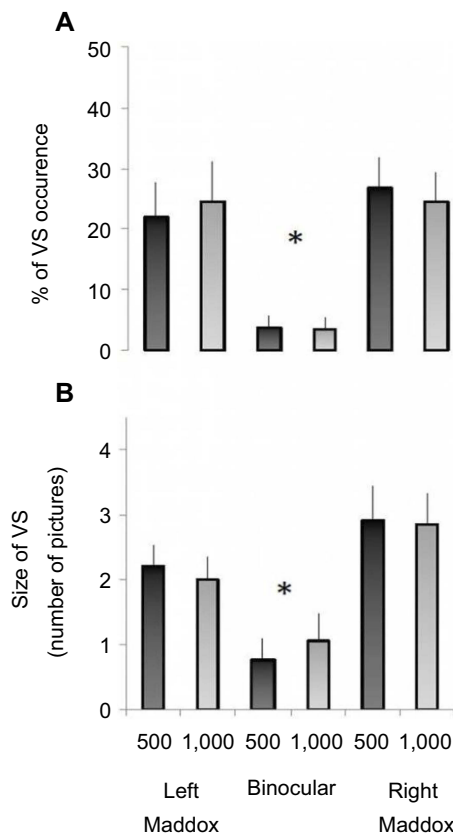 A
% of VS occurence
50
40
30
20
10
0
*
B
Size of VS
(number of pictures)
4
3
2
1
0
*
500 1,000 500 1,000 500 1,000
Left Binocular Right
Maddox Maddox